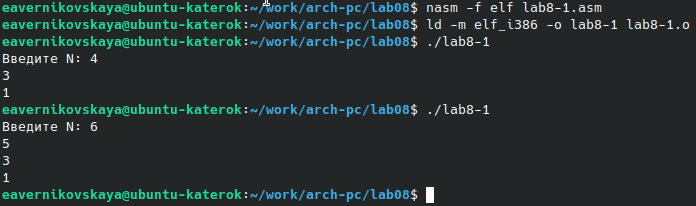 eavernikovskaya@ubuntu-katerok:~/work/arch-pc/lab08$ nasm -f elf lab8-1.asm
eavernikovskaya@ubuntu-katerok:~/work/arch-pc/lab08$ ld -m elf_i386 -o lab8-1 lab8-1.o
eavernikovskaya@ubuntu-katerok:~/work/arch-pc/lab08$ ./lab8-1
Введите N: 4
3
1
eavernikovskaya@ubuntu-katerok:~/work/arch-pc/lab08$ ./lab8-1
Введите N: 6
5
3
1
eavernikovskaya@ubuntu-katerok:~/work/arch-pc/lab08$